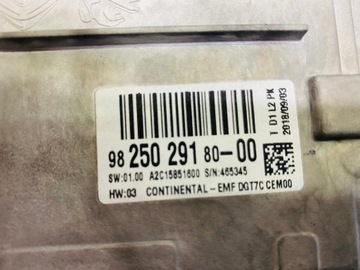 98 250 291 80-00
SW:01.00 A2C15851600 S/N:465345
HW:03 CONTINENTAL-EMF DGT7C CEM00
T D1 L2 PK
2018/09/03